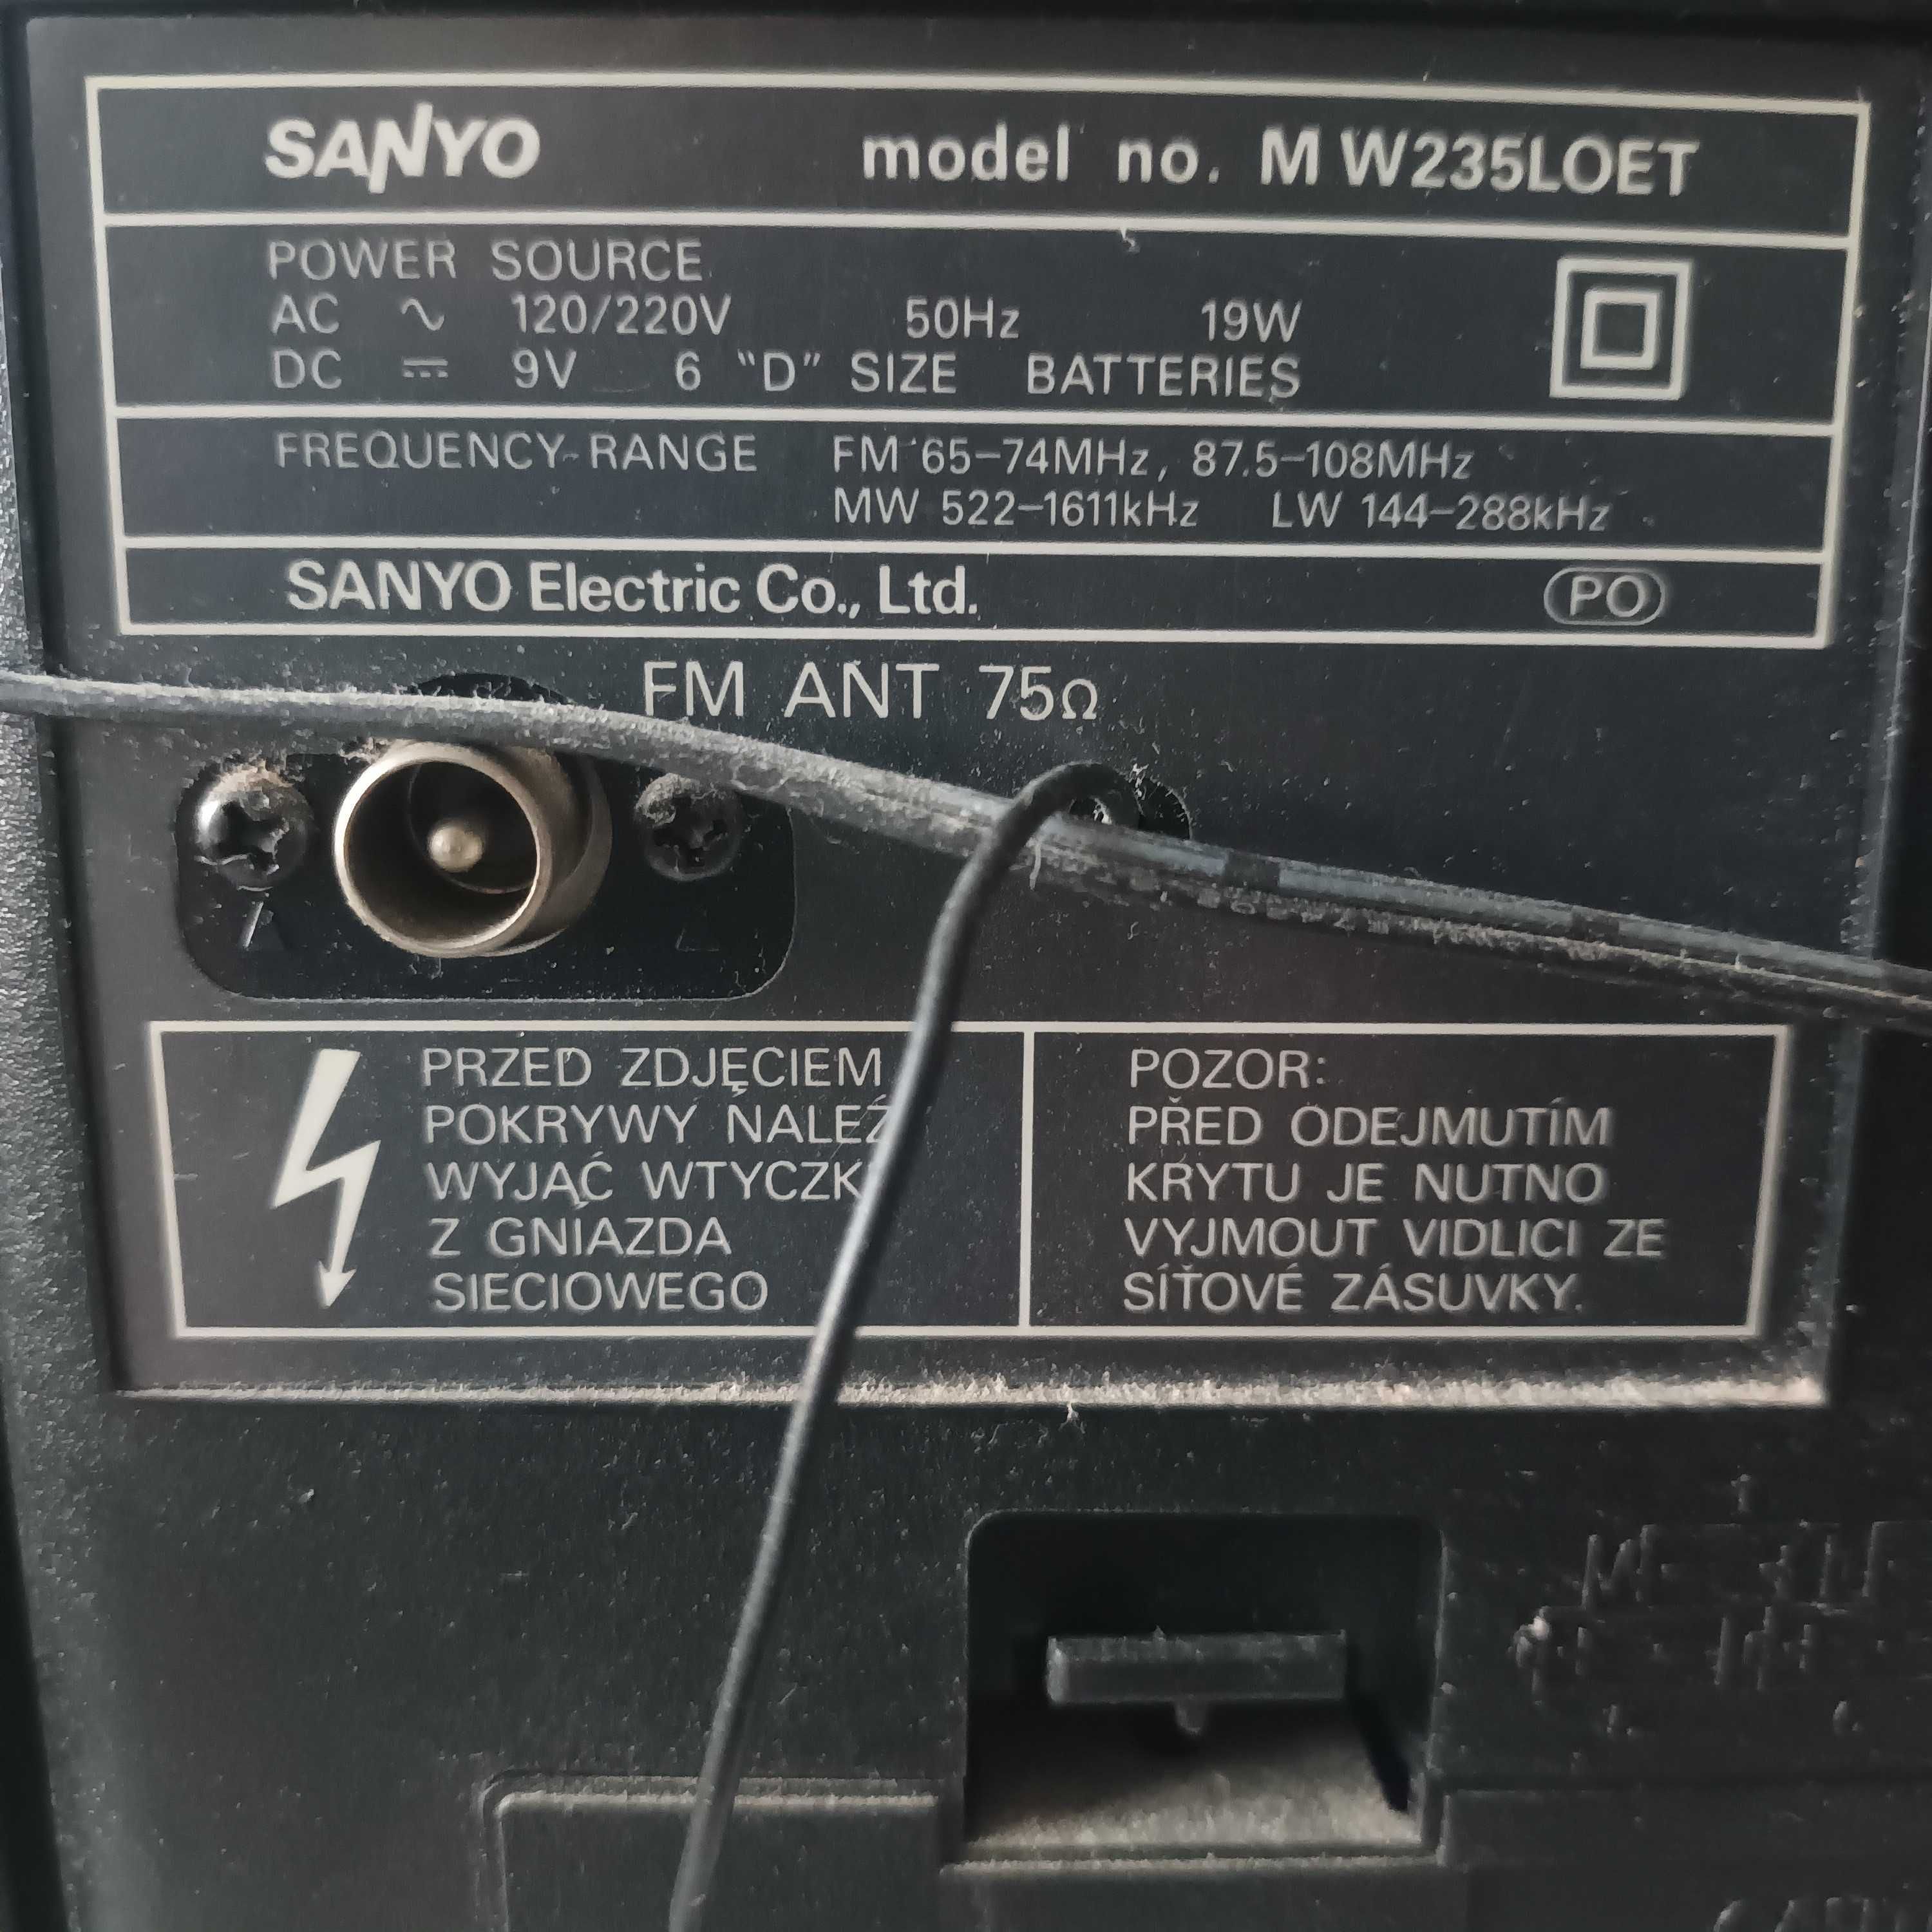 SANYO model no. MW235LOET
POWER SOURCE
AC ∿ 120/220V 50Hz 19W
DC ⎓ 9V 6 "D" SIZE BATTERIES
FREQUENCY-RANGE FM 65–74MHz, 87.5–108MHz
MW 522–1611kHz LW 144–288kHz
SANYO Electric Co., Ltd. PO
FM ANT 75Ω
PRZED ZDJĘCIEM
POKRYWY
WYJĄĆ
Z GNIAZDA
SIECIOWEGO
POZOR:
PŘED ODEJMUTÍM
KRYTU JE NUTNO
VYJMOUT VIDLICI ZE
SÍŤOVÉ ZÁSUVKY.